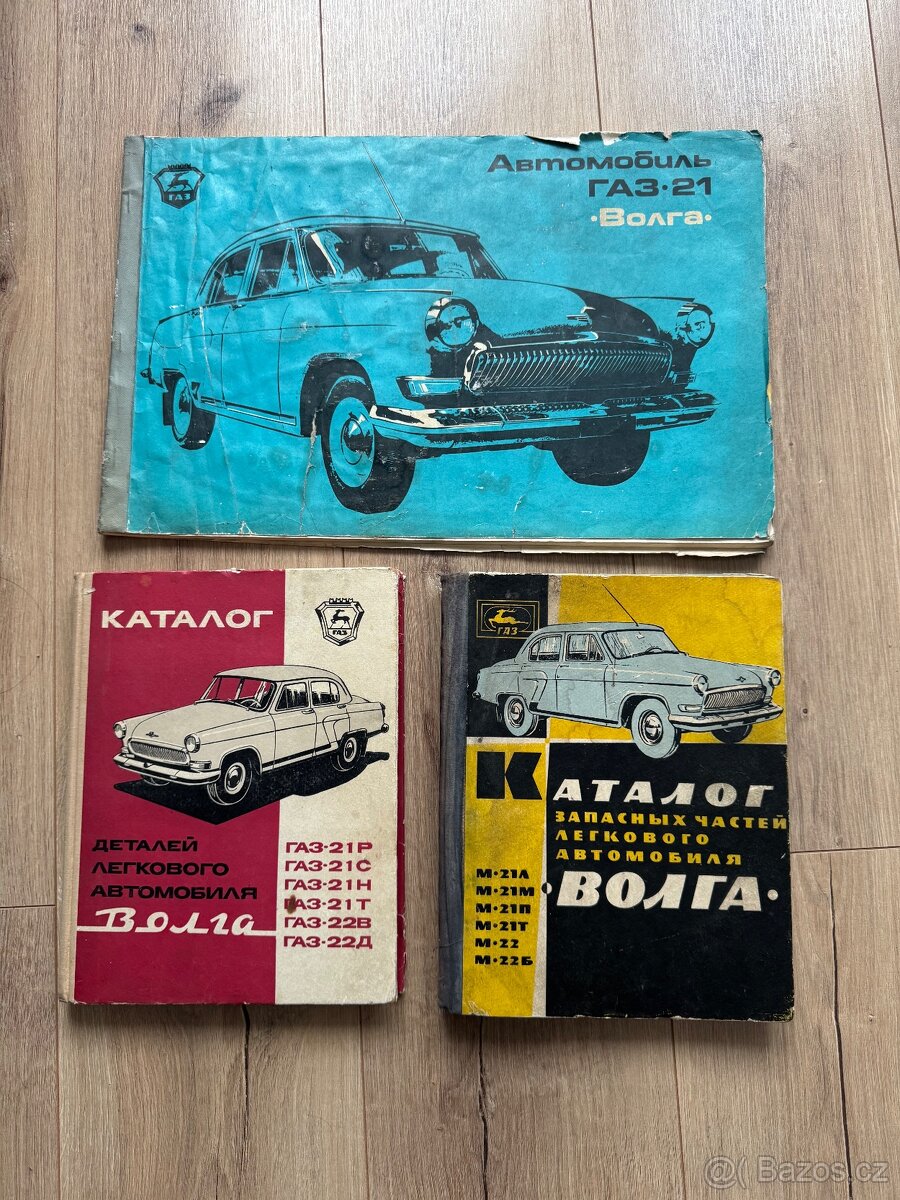 ГАЗ
Автомобиль
ГАЗ·21
·Волга·
КАТАЛОГ
ГАЗ
ДЕТАЛЕЙ
ЛЕГКОВОГО
АВТОМОБИЛЯ
Волга
ГАЗ-21Р
ГАЗ-21С
ГАЗ-21Н
ГАЗ-21Т
ГАЗ-22В
ГАЗ-22Д
ГАЗ
КАТАЛОГ
ЗАПАСНЫХ ЧАСТЕЙ
ЛЕГКОВОГО
АВТОМОБИЛЯ
·ВОЛГА·
М·21Л
М·21М
М·21П
М·21Т
М·22
М·22Б
@( Bazos.cz